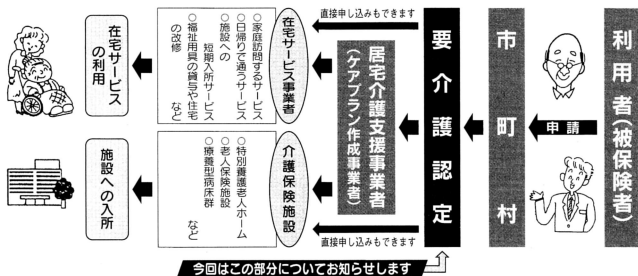 利用者(被保険者)
申請
市町村
要介護認定
直接申し込みもできます
居宅介護支援事業者
(ケアプラン作成事業者)
直接申し込みもできます
在宅サービス事業者
○家庭訪問するサービス
○日帰りで通うサービス
○施設への
短期入所サービス
○福祉用具の貸与や住宅
の改修 など
在宅サービス
の利用
介護保険施設
○特別養護老人ホーム
○老人保険施設
○療養型病床群
など
施設への入所
今回はこの部分についてお知らせします